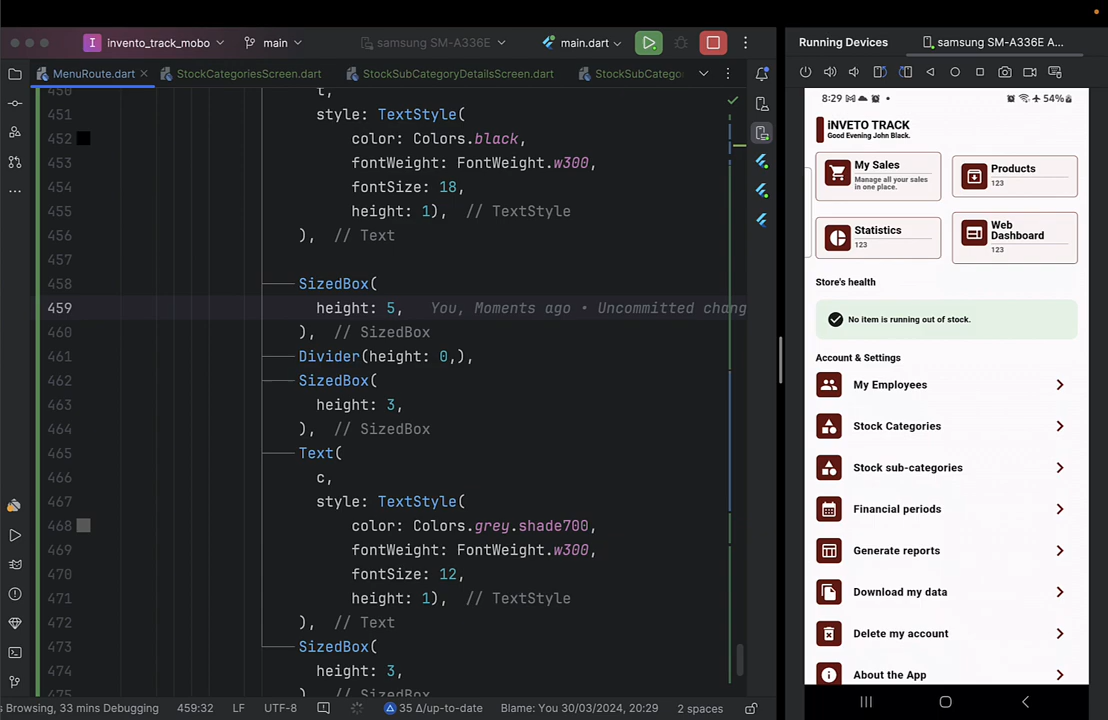 invento_track_mobo
main
samsung SM-A336E
main.dart
Running Devices
samsung SM-A336E A...
MenuRoute.dart
StockCategoriesScreen.dart
StockSubCategoryDetailsScreen.dart
StockSubCatego
450
t,
451 style: TextStyle(
452 color: Colors.black,
453 fontWeight: FontWeight.w300,
454 fontSize: 18,
455 height: 1), // TextStyle
456 ), // Text
457
458 SizedBox(
459 height: 5, You, Moments ago • Uncommitted chang
460 ), // SizedBox
461 Divider(height: 0,),
462 SizedBox(
463 height: 3,
464 ), // SizedBox
465 Text(
466 c,
467 style: TextStyle(
468 color: Colors.grey.shade700,
469 fontWeight: FontWeight.w300,
470 fontSize: 12,
471 height: 1), // TextStyle
472 ), // Text
473 SizedBox(
474 height: 3,
475 ), // SizedBox
s Browsing, 33 mins Debugging
459:32
LF
UTF-8
35 Δ/up-to-date
Blame: You 30/03/2024, 20:29
2 spaces
8:29
54%
iNVETO TRACK
Good Evening John Black.
My Sales
Manage all your sales
in one place.
Products
123
Statistics
123
Web
Dashboard
123
Store's health
No item is running out of stock.
Account & Settings
My Employees
Stock Categories
Stock sub-categories
Financial periods
Generate reports
Download my data
Delete my account
About the App